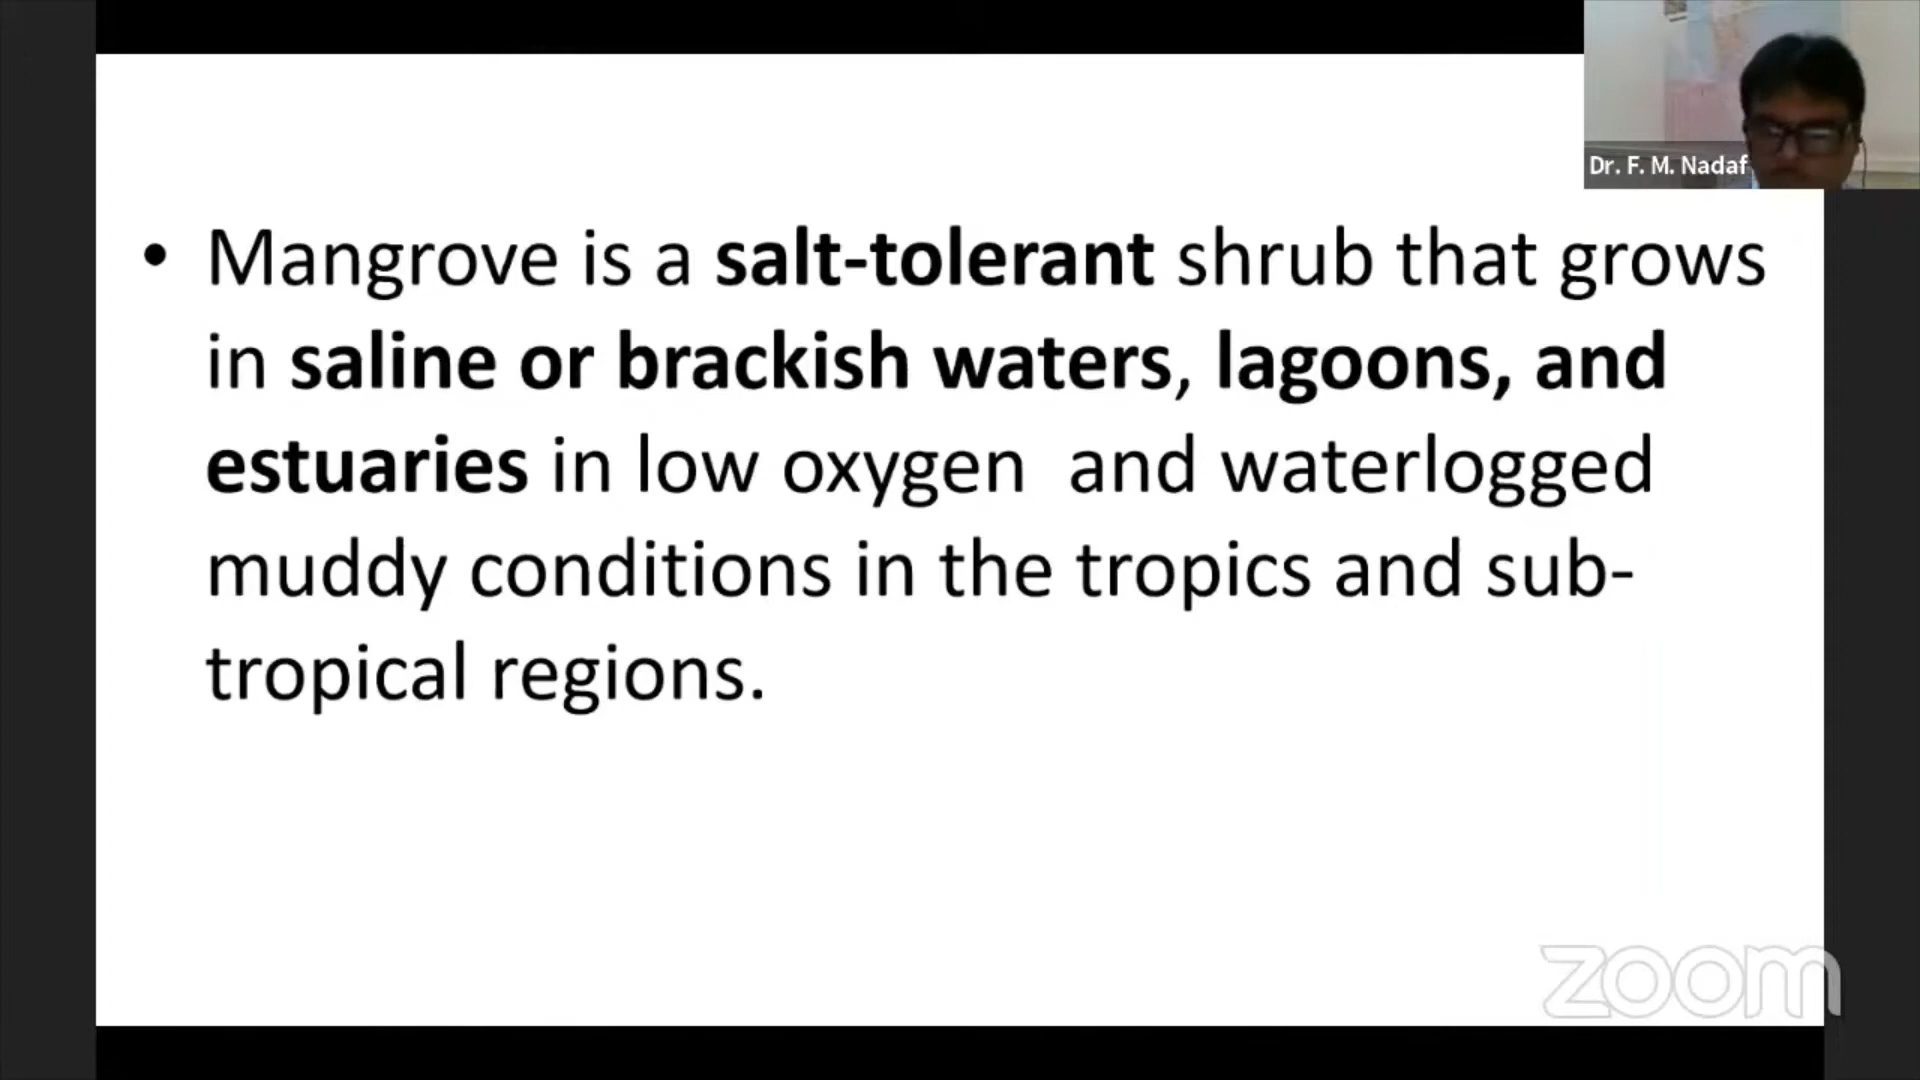 Dr. F. M. Nadaf
• Mangrove is a salt-tolerant shrub that grows
in saline or brackish waters, lagoons, and
estuaries in low oxygen and waterlogged
muddy conditions in the tropics and sub-
tropical regions.
zoom